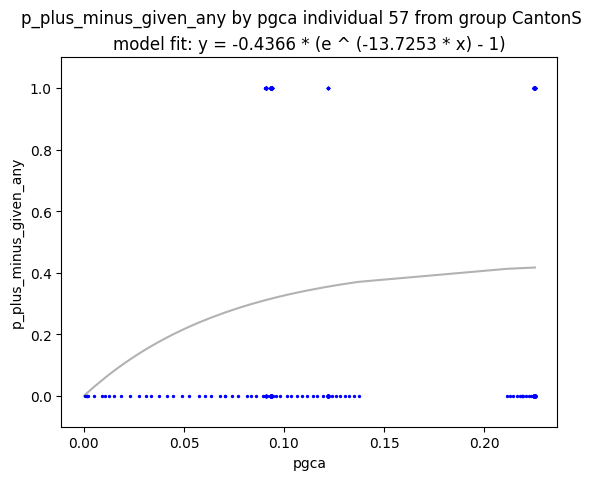 p_plus_minus_given_any by pgca individual 57 from group CantonS
model fit: y = -0.4366 * (e ^ (-13.7253 * x) - 1)
1.0
0.8
0.6
0.4
0.2
0.0
p_plus_minus_given_any
0.00 0.05 0.10 0.15 0.20
pgca